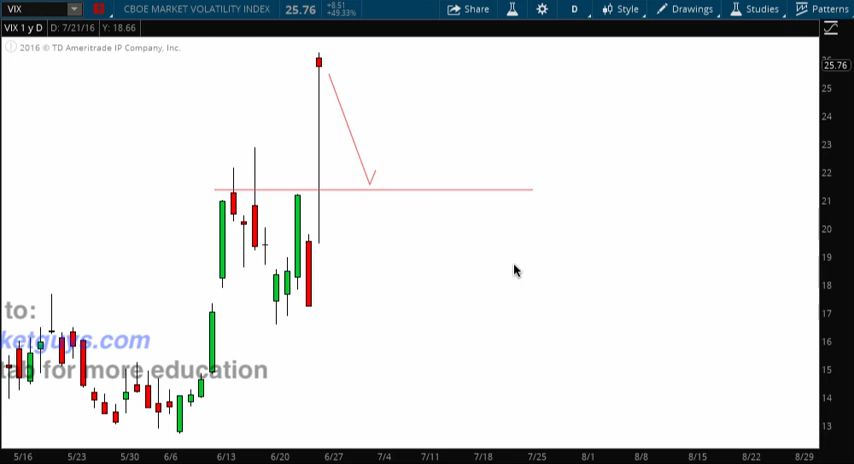 VIX
CBOE MARKET VOLATILITY INDEX
25.76
+8.51
+49.33%
Share
D
Style
Drawings
Studies
Patterns
VIX 1 y D
D: 7/21/16
Y: 18.66
2016 © TD Ameritrade IP Company, Inc.
25.76
25
24
23
22
21
20
19
18
17
16
15
14
13
to:
ketguys.com
tab for more education
5/16
5/23
5/30
6/6
6/13
6/20
6/27
7/4
7/11
7/18
7/25
8/1
8/8
8/15
8/22
8/29